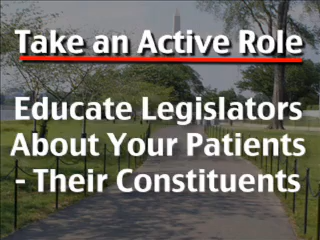 Take an Active Role
Educate Legislators
About Your Patients
- Their Constituents